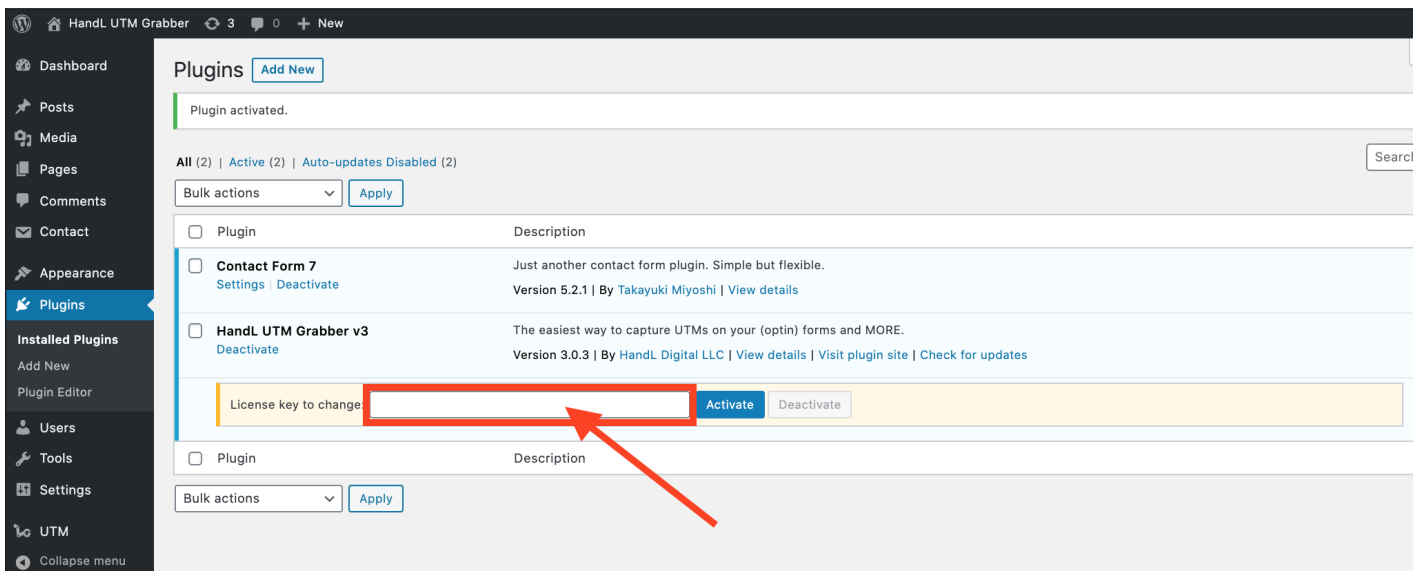 HandL UTM Grabber 3 0 + New
Dashboard
Posts
Media
Pages
Comments
Contact
Appearance
Plugins
Installed Plugins
Add New
Plugin Editor
Users
Tools
Settings
UTM
Collapse menu
Plugins Add New
Plugin activated.
All (2) | Active (2) | Auto-updates Disabled (2)
Search
Bulk actions Apply
Plugin Description
Contact Form 7 Just another contact form plugin. Simple but flexible.
Settings | Deactivate Version 5.2.1 | By Takayuki Miyoshi | View details
HandL UTM Grabber v3 The easiest way to capture UTMs on your (optin) forms and MORE.
Deactivate Version 3.0.3 | By HandL Digital LLC | View details | Visit plugin site | Check for updates
License key to change: Activate Deactivate
Plugin Description
Bulk actions Apply